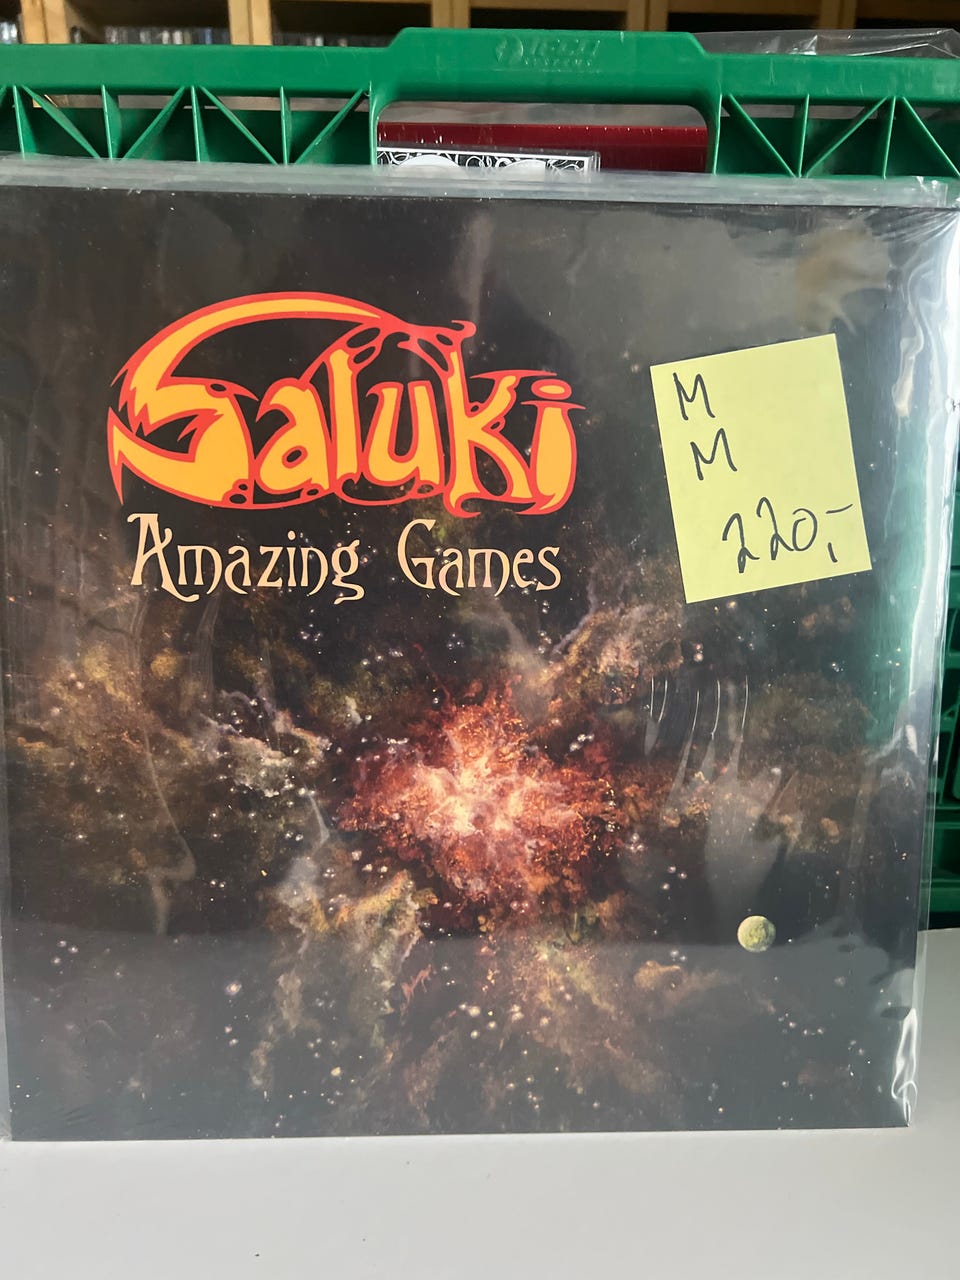 Saluki
Amazing Games
M
M
220,-